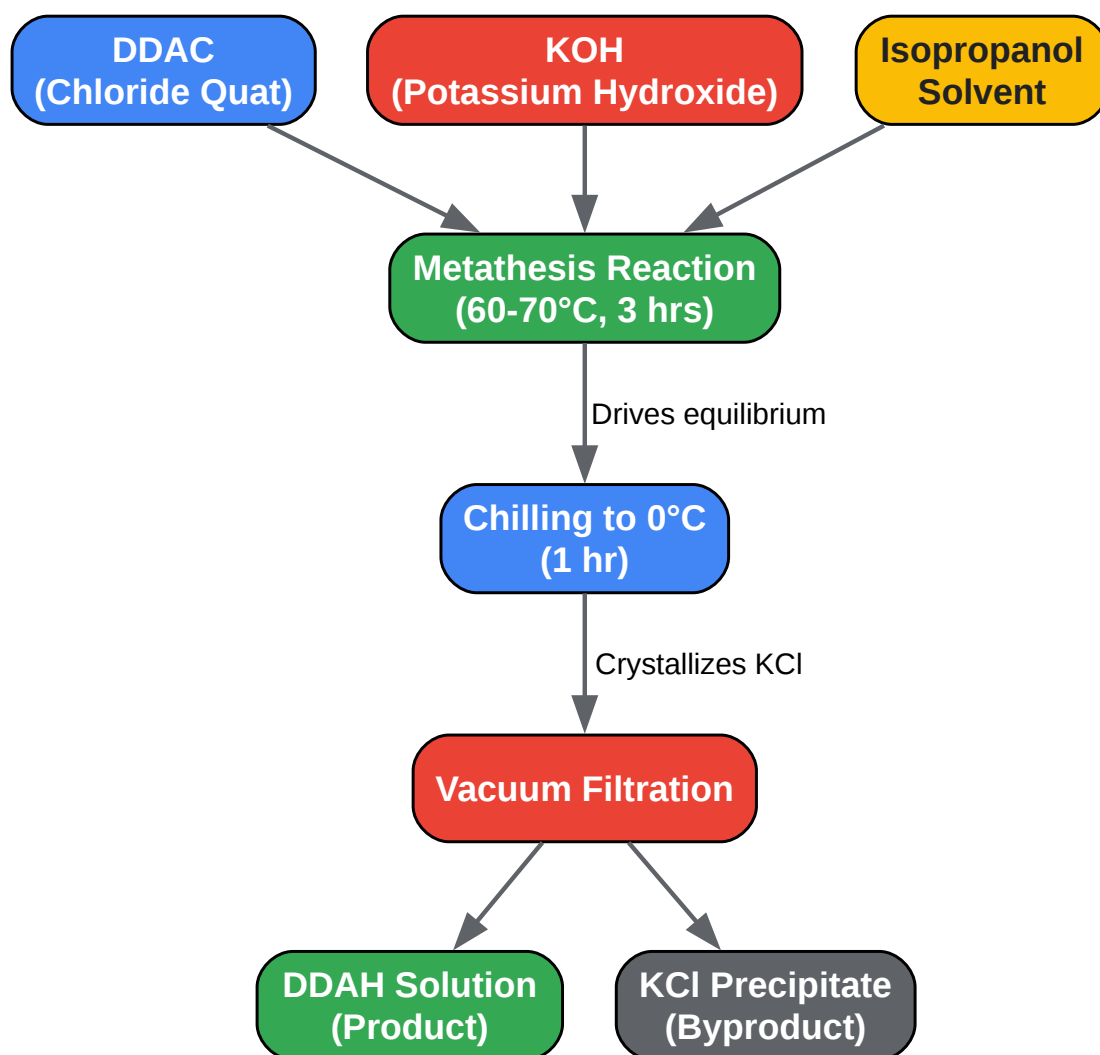 DDAC
(Chloride Quat)
KOH
(Potassium Hydroxide)
Isopropanol
Solvent
Metathesis Reaction
(60-70°C, 3 hrs)
Drives equilibrium
Chilling to 0°C
(1 hr)
Crystallizes KCl
Vacuum Filtration
DDAH Solution
(Product)
KCl Precipitate
(Byproduct)